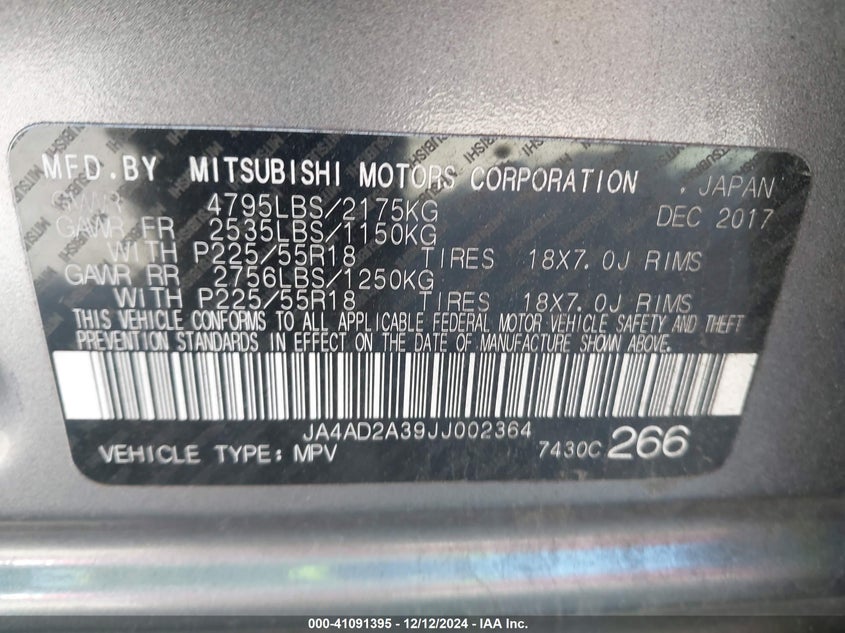 MFD.BY MITSUBISHI MOTORS CORPORATION , JAPAN
GVWR 4795LBS/2175KG DEC 2017
GAWR FR 2535LBS/1150KG
WITH P225/55R18 TIRES 18X7.0J RIMS
GAWR RR 2756LBS/1250KG
WITH P225/55R18 TIRES 18X7.0J RIMS
THIS VEHICLE CONFORMS TO ALL APPLICABLE FEDERAL MOTOR VEHICLE SAFETY AND THEFT
PREVENTION STANDARDS IN EFFECT ON THE DATE OF MANUFACTURE SHOWN ABOVE.
JA4AD2A39JJ002364
VEHICLE TYPE: MPV 7430C 266
000-41091395 - 12/12/2024 - IAA Inc.